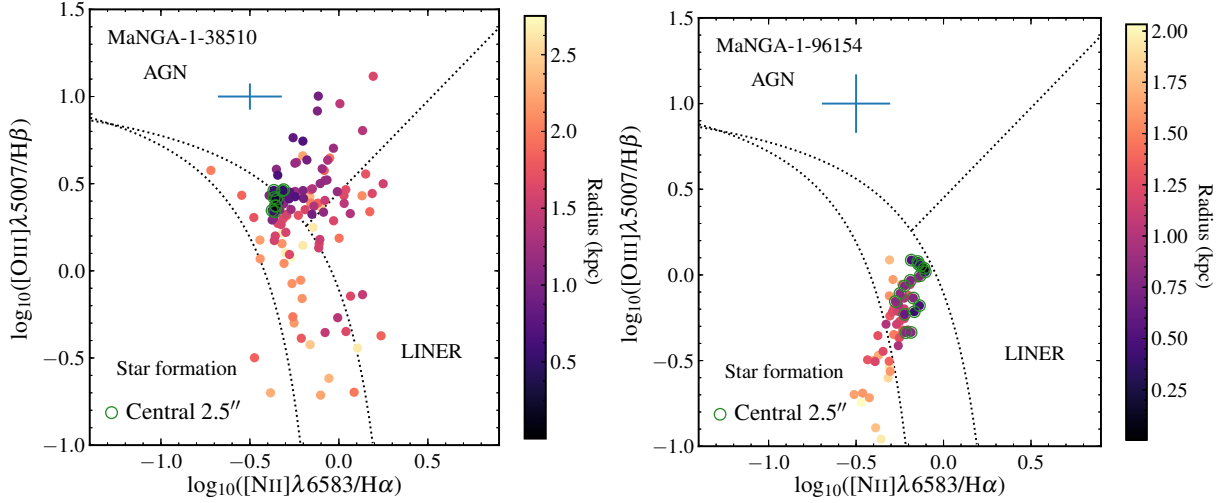 MaNGA-1-38510
AGN
LINER
Star formation
Central 2.5″
1.5
1.0
0.5
0.0
−0.5
−1.0
−1.0 −0.5 0.0 0.5
log₁₀([OIII]λ5007/Hβ)
log₁₀([NII]λ6583/Hα)
2.5
2.0
1.5
1.0
0.5
Radius (kpc)
MaNGA-1-96154
AGN
LINER
Star formation
Central 2.5″
1.5
1.0
0.5
0.0
−0.5
−1.0
−1.0 −0.5 0.0 0.5
log₁₀([OIII]λ5007/Hβ)
log₁₀([NII]λ6583/Hα)
2.00
1.75
1.50
1.25
1.00
0.75
0.50
0.25
Radius (kpc)